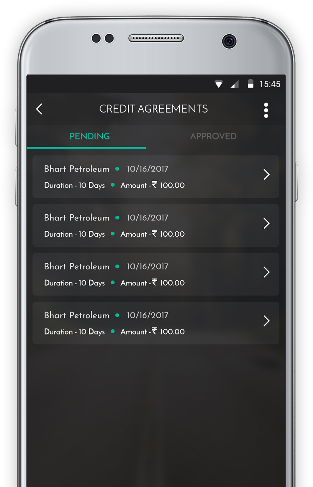 15:45
CREDIT AGREEMENTS
PENDING
APPROVED
Bhart Petroleum • 10/16/2017
Duration - 10 Days • Amount -₹ 100.00
Bhart Petroleum • 10/16/2017
Duration - 10 Days • Amount -₹ 100.00
Bhart Petroleum • 10/16/2017
Duration - 10 Days • Amount -₹ 100.00
Bhart Petroleum • 10/16/2017
Duration - 10 Days • Amount -₹ 100.00